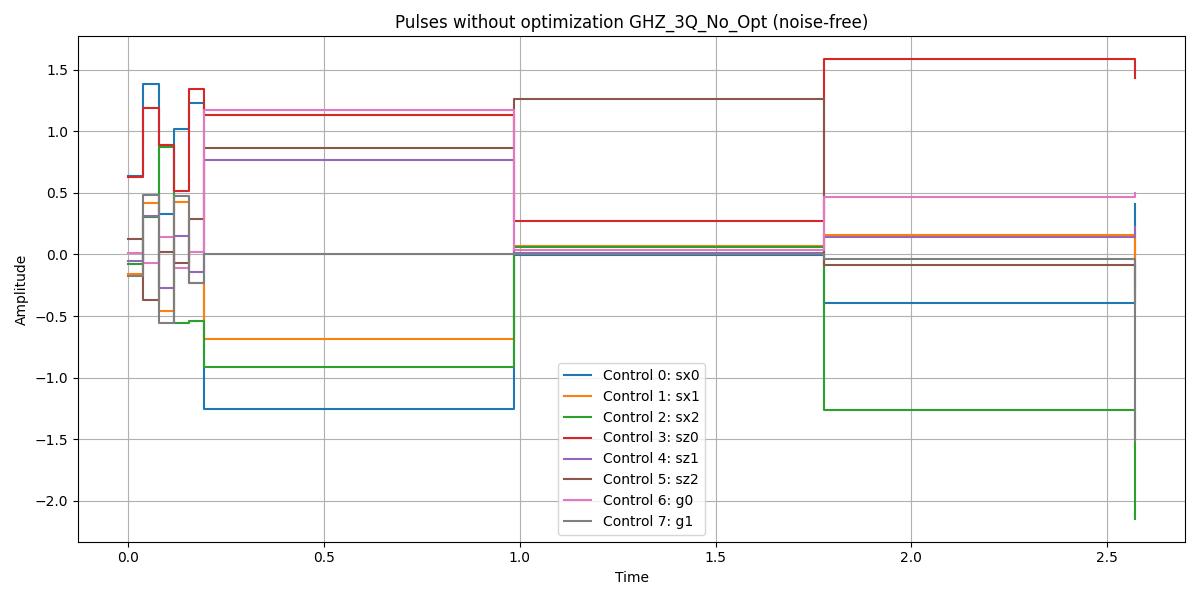 Pulses without optimization GHZ_3Q_No_Opt (noise-free)
Amplitude
1.5
1.0
0.5
0.0
−0.5
−1.0
−1.5
−2.0
Control 0: sx0
Control 1: sx1
Control 2: sx2
Control 3: sz0
Control 4: sz1
Control 5: sz2
Control 6: g0
Control 7: g1
0.0 0.5 1.0 1.5 2.0 2.5
Time